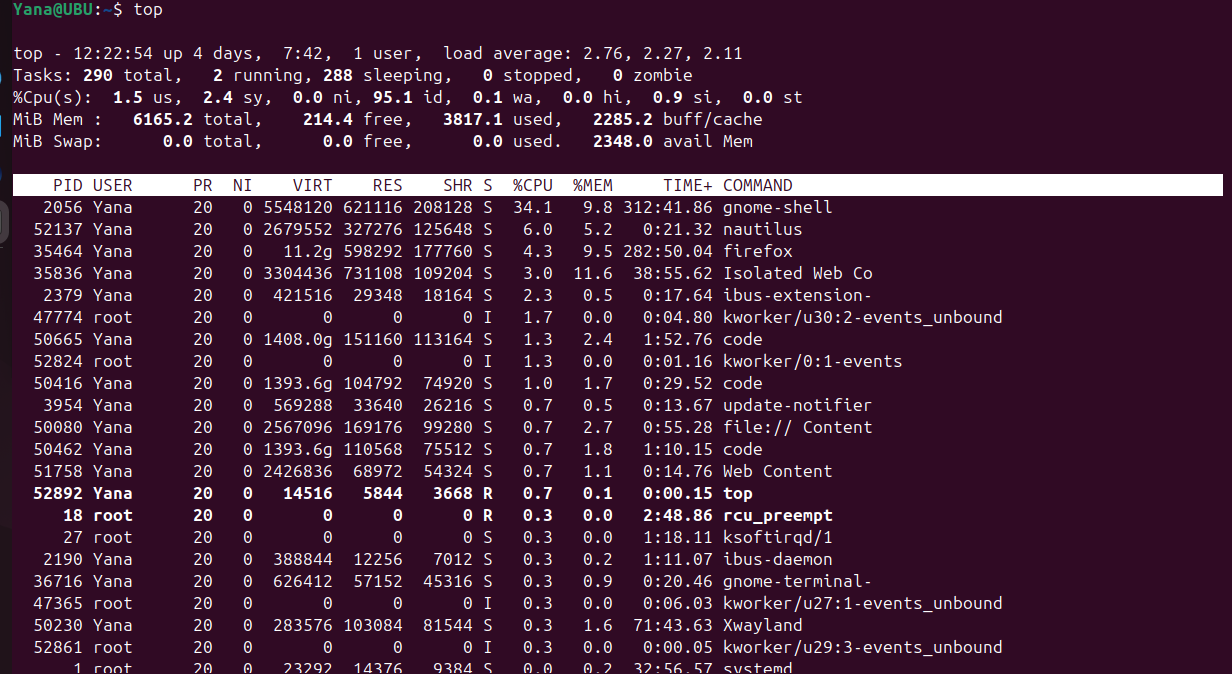 Yana@UBU:~$ top
top - 12:22:54 up 4 days,  7:42,  1 user,  load average: 2.76, 2.27, 2.11
Tasks: 290 total,   2 running, 288 sleeping,   0 stopped,   0 zombie
%Cpu(s):  1.5 us,  2.4 sy,  0.0 ni, 95.1 id,  0.1 wa,  0.0 hi,  0.9 si,  0.0 st
MiB Mem :   6165.2 total,    214.4 free,   3817.1 used,   2285.2 buff/cache
MiB Swap:      0.0 total,      0.0 free,      0.0 used.   2348.0 avail Mem
    PID USER      PR  NI    VIRT    RES    SHR S  %CPU  %MEM     TIME+ COMMAND
   2056 Yana      20   0 5548120 621116 208128 S  34.1   9.8 312:41.86 gnome-shell
  52137 Yana      20   0 2679552 327276 125648 S   6.0   5.2   0:21.32 nautilus
  35464 Yana      20   0   11.2g 598292 177760 S   4.3   9.5 282:50.04 firefox
  35836 Yana      20   0 3304436 731108 109204 S   3.0  11.6  38:55.62 Isolated Web Co
   2379 Yana      20   0  421516  29348  18164 S   2.3   0.5   0:17.64 ibus-extension-
  47774 root      20   0       0      0      0 I   1.7   0.0   0:04.80 kworker/u30:2-events_unbound
  50665 Yana      20   0 1408.0g 151160 113164 S   1.3   2.4   1:52.76 code
  52824 root      20   0       0      0      0 I   1.3   0.0   0:01.16 kworker/0:1-events
  50416 Yana      20   0 1393.6g 104792  74920 S   1.0   1.7   0:29.52 code
   3954 Yana      20   0  569288  33640  26216 S   0.7   0.5   0:13.67 update-notifier
  50080 Yana      20   0 2567096 169176  99280 S   0.7   2.7   0:55.28 file:// Content
  50462 Yana      20   0 1393.6g 110568  75512 S   0.7   1.8   1:10.15 code
  51758 Yana      20   0 2426836  68972  54324 S   0.7   1.1   0:14.76 Web Content
  52892 Yana      20   0   14516   5844   3668 R   0.7   0.1   0:00.15 top
     18 root      20   0       0      0      0 R   0.3   0.0   2:48.86 rcu_preempt
     27 root      20   0       0      0      0 S   0.3   0.0   1:18.11 ksoftirqd/1
   2190 Yana      20   0  388844  12256   7012 S   0.3   0.2   1:11.07 ibus-daemon
  36716 Yana      20   0  626412  57152  45316 S   0.3   0.9   0:20.46 gnome-terminal-
  47365 root      20   0       0      0      0 I   0.3   0.0   0:06.03 kworker/u27:1-events_unbound
  50230 Yana      20   0  283576 103084  81544 S   0.3   1.6  71:43.63 Xwayland
  52861 root      20   0       0      0      0 I   0.3   0.0   0:00.05 kworker/u29:3-events_unbound
      1 root      20   0   23292  14376   9384 S   0.0   0.2  32:56.57 systemd